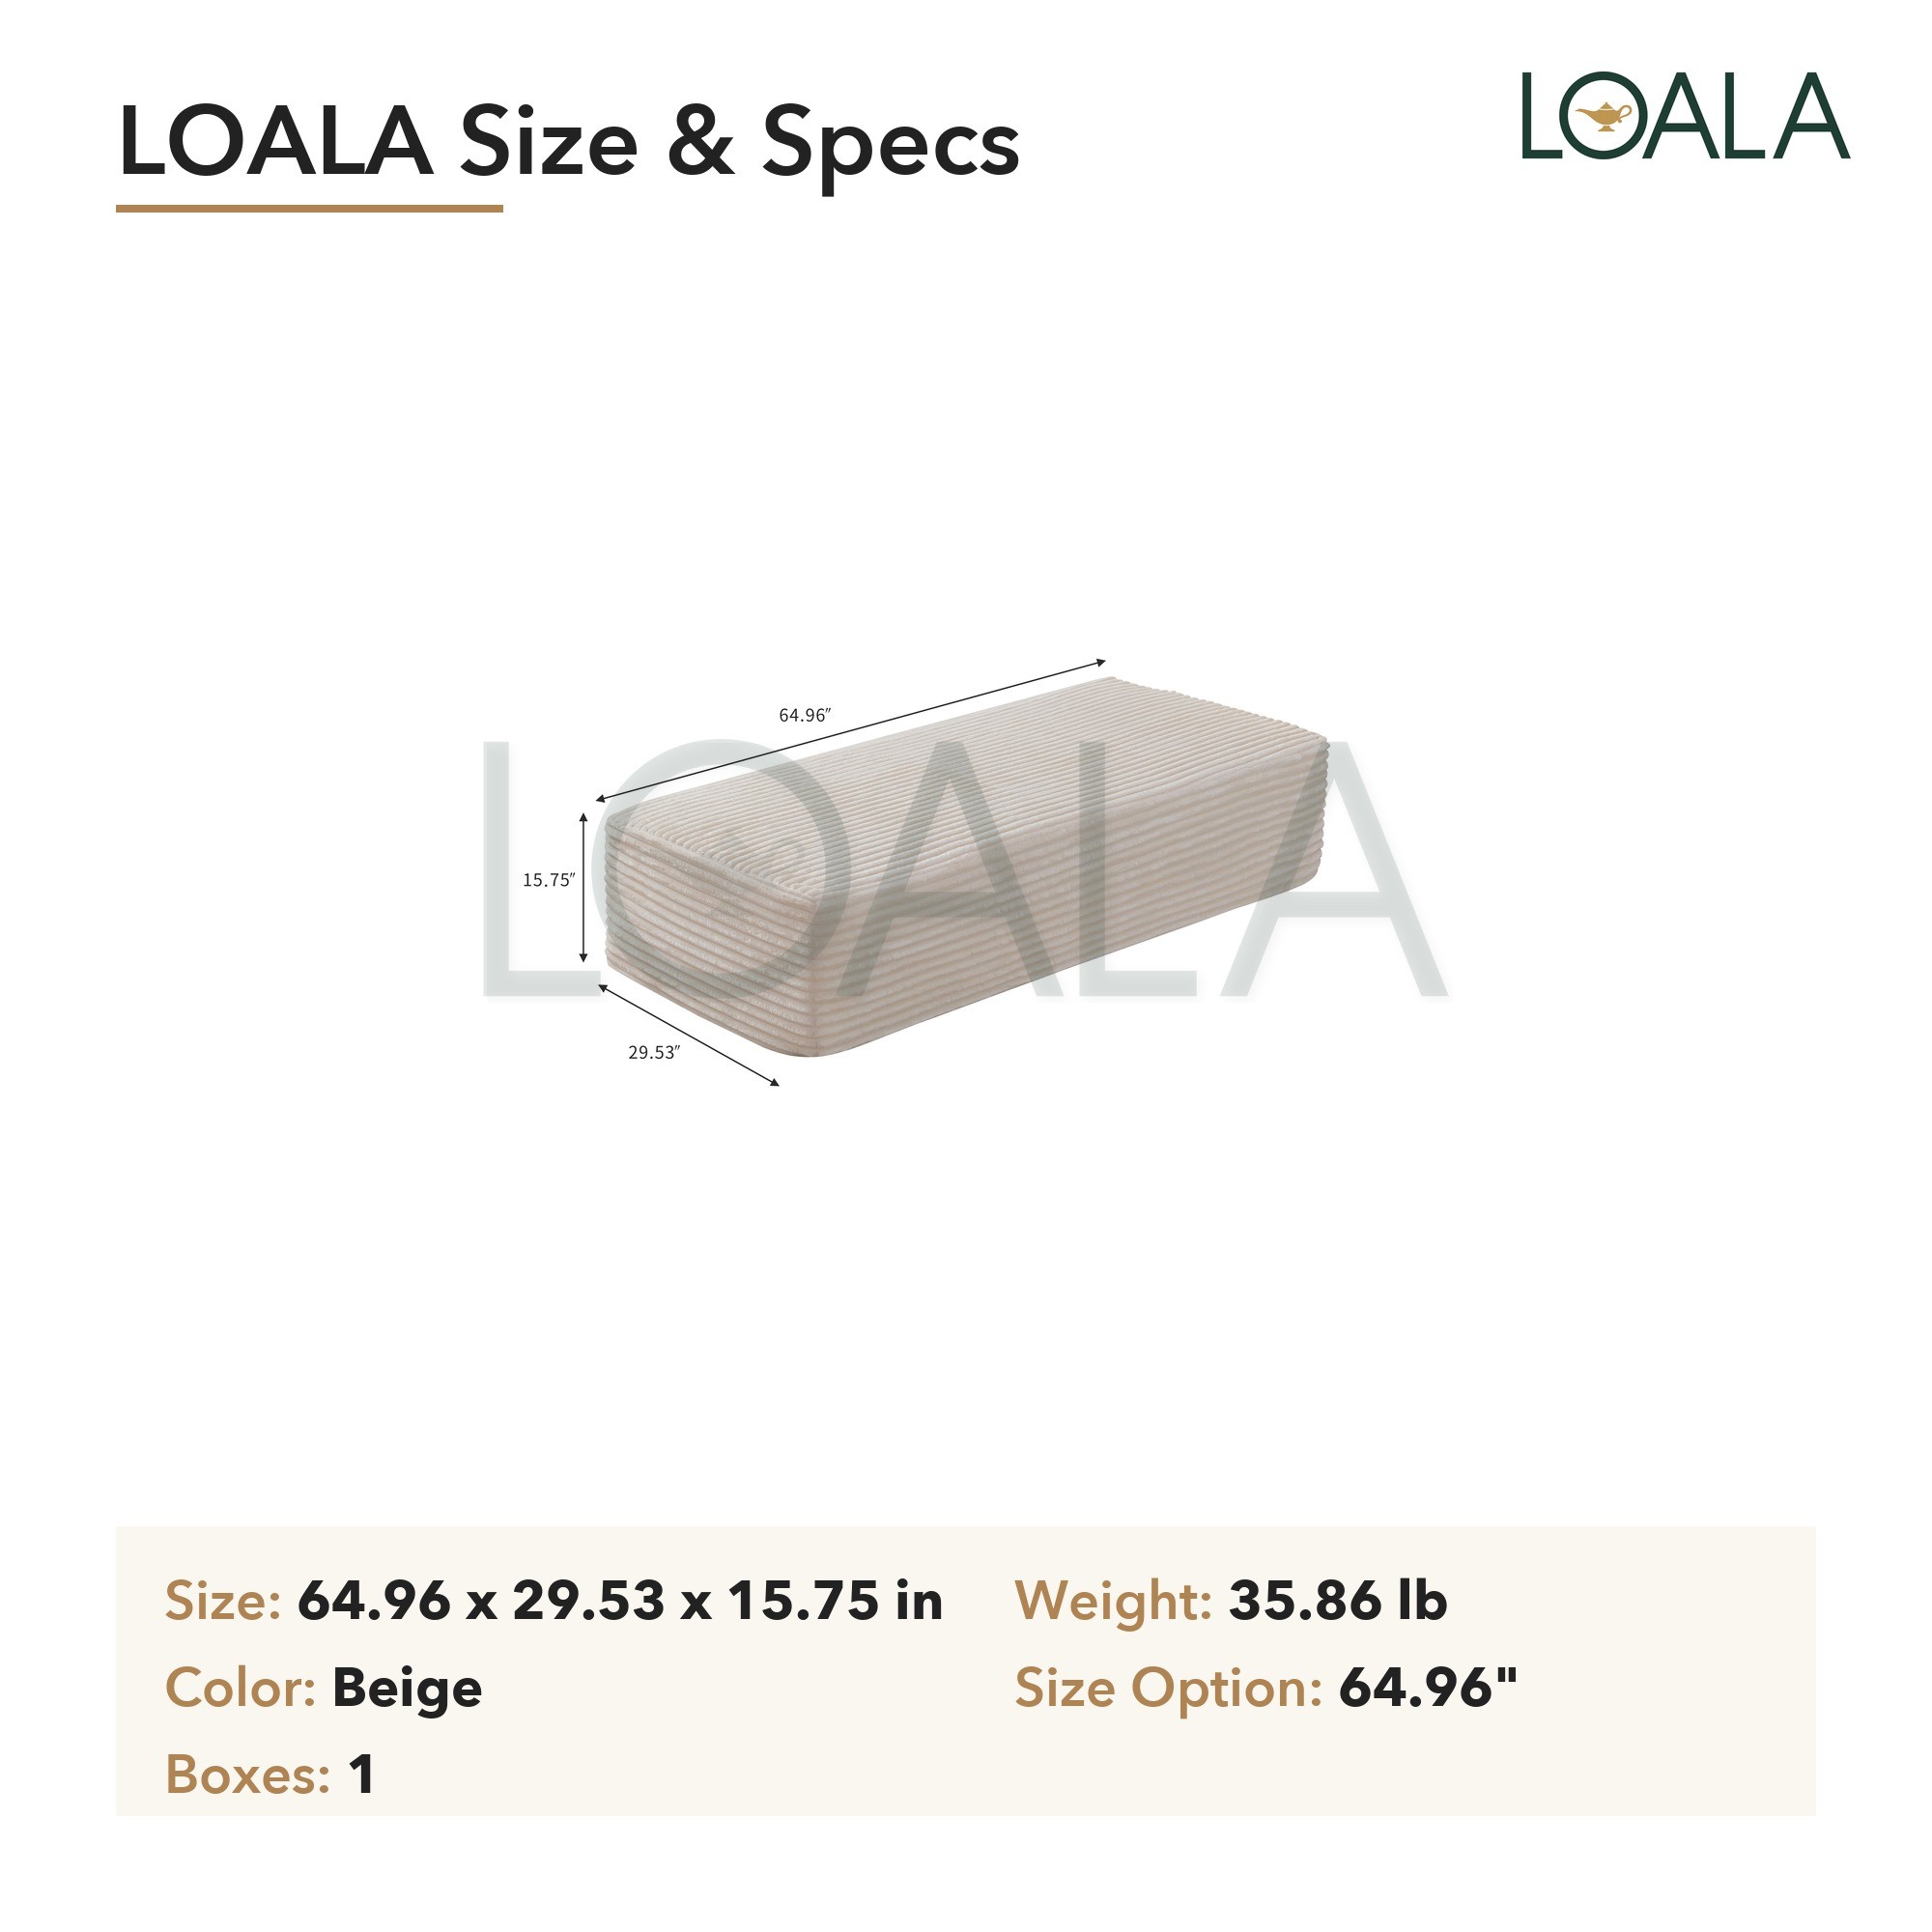 LOALA Size & Specs
LOALA
64.96″
15.75″
29.53″
LOALA
Size: 64.96 x 29.53 x 15.75 in
Weight: 35.86 lb
Color: Beige
Size Option: 64.96"
Boxes: 1